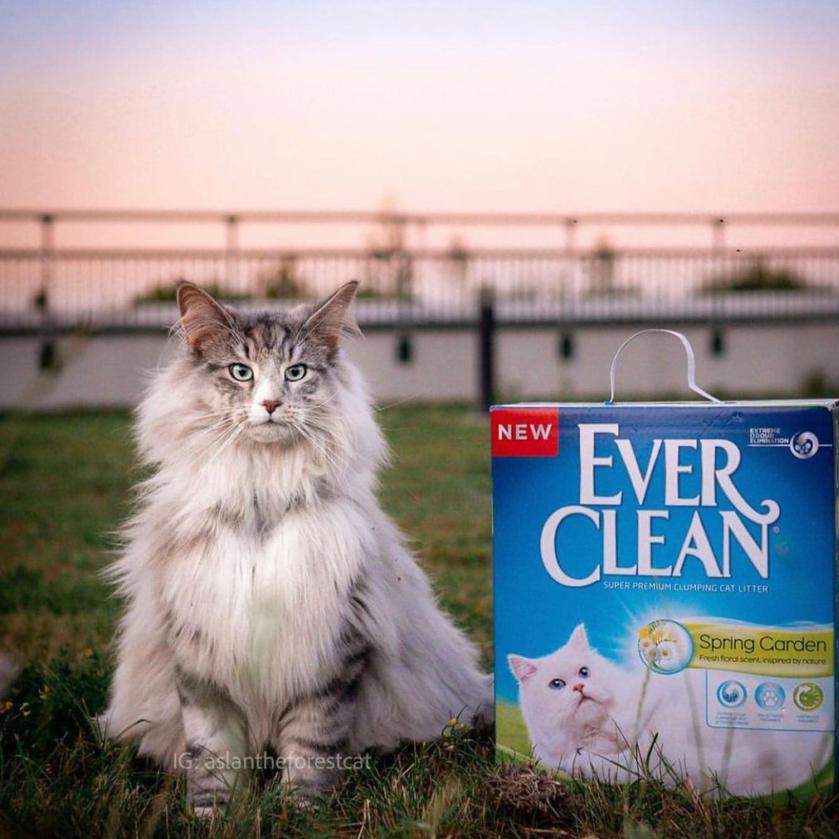 NEW
EXTREME
ODOUR
ELIMINATION
EVER
CLEAN
®
SUPER PREMIUM CLUMPING CAT LITTER
Spring Garden
Fresh floral scent, inspired by nature
IG: aslantheforestcat